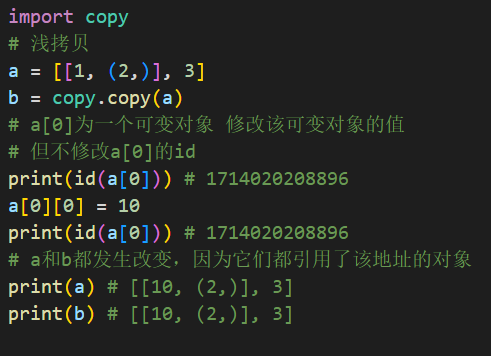 import copy
# 浅拷贝
a = [[1, (2,)], 3]
b = copy.copy(a)
# a[0]为一个可变对象 修改该可变对象的值
# 但不修改a[0]的id
print(id(a[0])) # 1714020208896
a[0][0] = 10
print(id(a[0])) # 1714020208896
# a和b都发生改变，因为它们都引用了该地址的对象
print(a) # [[10, (2,)], 3]
print(b) # [[10, (2,)], 3]